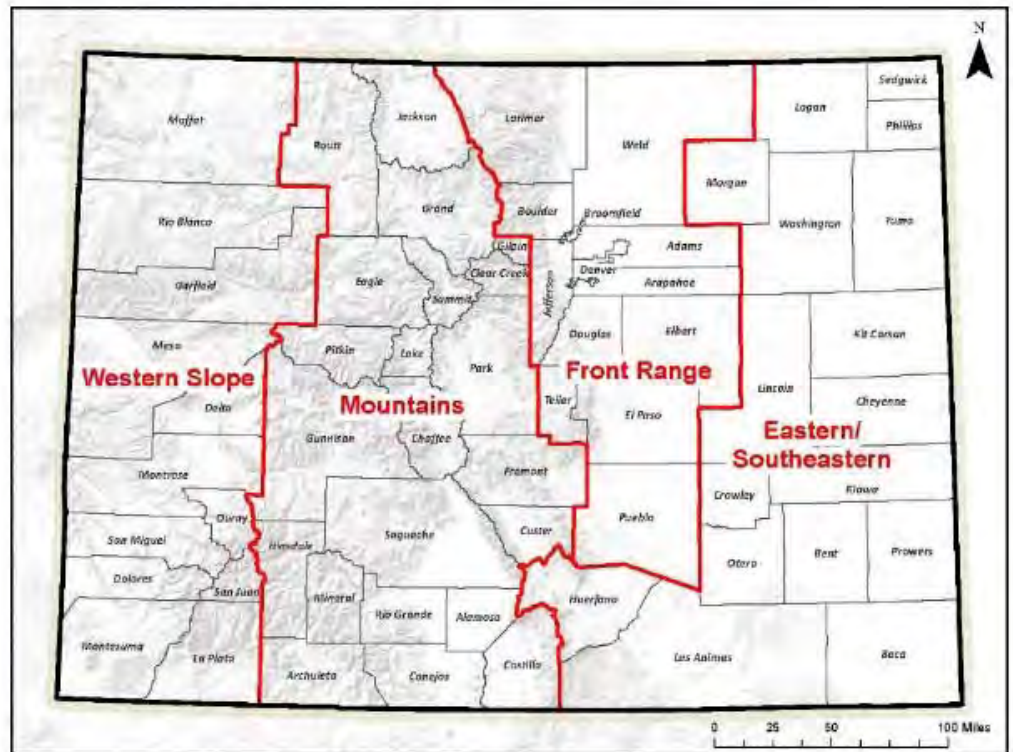 N
Sedgwick
Logan
Moffat
Jackson
Larimar
Phillips
Routt
Weld
Morgan
Washington
Yuma
Rio Blanco
Grand
Boulder
Broomfield
Gilpin
Adams
Clear Creek
Denver
Garfield
Eagle
Arapahoe
Summit
Jefferson
Mesa
Pitkin
Lake
Douglas
Elbert
Kit Carson
Park
Western Slope
Front Range
Lincoln
Mountains
Teller
Cheyenne
Delta
El Paso
Gunnison
Chaffee
Eastern/
Southeastern
Montrose
Fremont
Crowley
Kiowa
Ouray
Pueblo
Custer
Saguache
San Miguel
Hinsdale
Otero
Bent
Prowers
Dolores
San Juan
Mineral
Huerfano
Rio Grande
Alamosa
Montezuma
La Plata
Las Animas
Baca
Costilla
Archuleta
Conejos
0 25 50 100 Miles